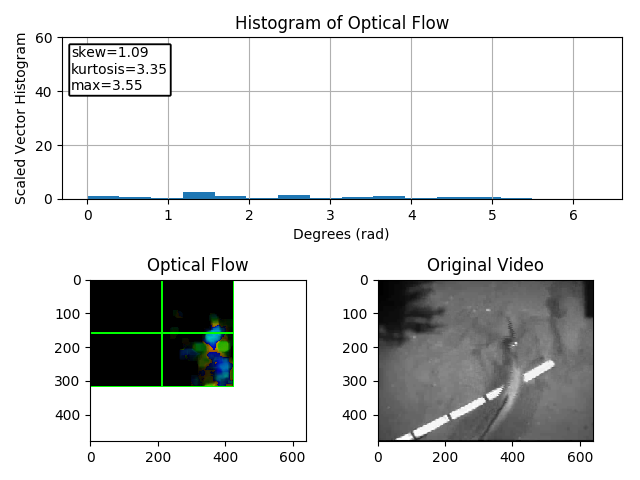 Histogram of Optical Flow
Scaled Vector Histogram
60
40
20
0
skew=1.09
kurtosis=3.35
max=3.55
0 1 2 3 4 5 6
Degrees (rad)
Optical Flow
0
100
200
300
400
0 200 400 600
Original Video
0
100
200
300
400
0 200 400 600